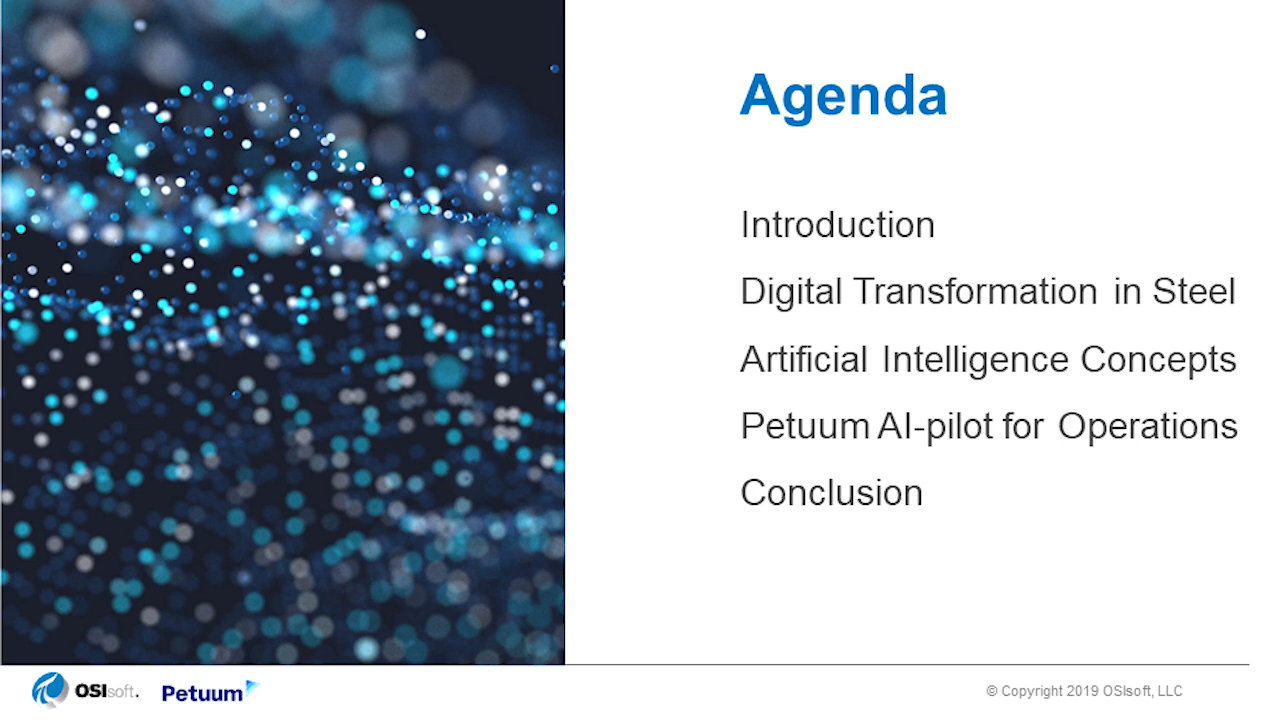 Agenda
Introduction
Digital Transformation in Steel
Artificial Intelligence Concepts
Petuum AI-pilot for Operations
Conclusion
OSIsoft.
Petuum
© Copyright 2019 OSIsoft, LLC